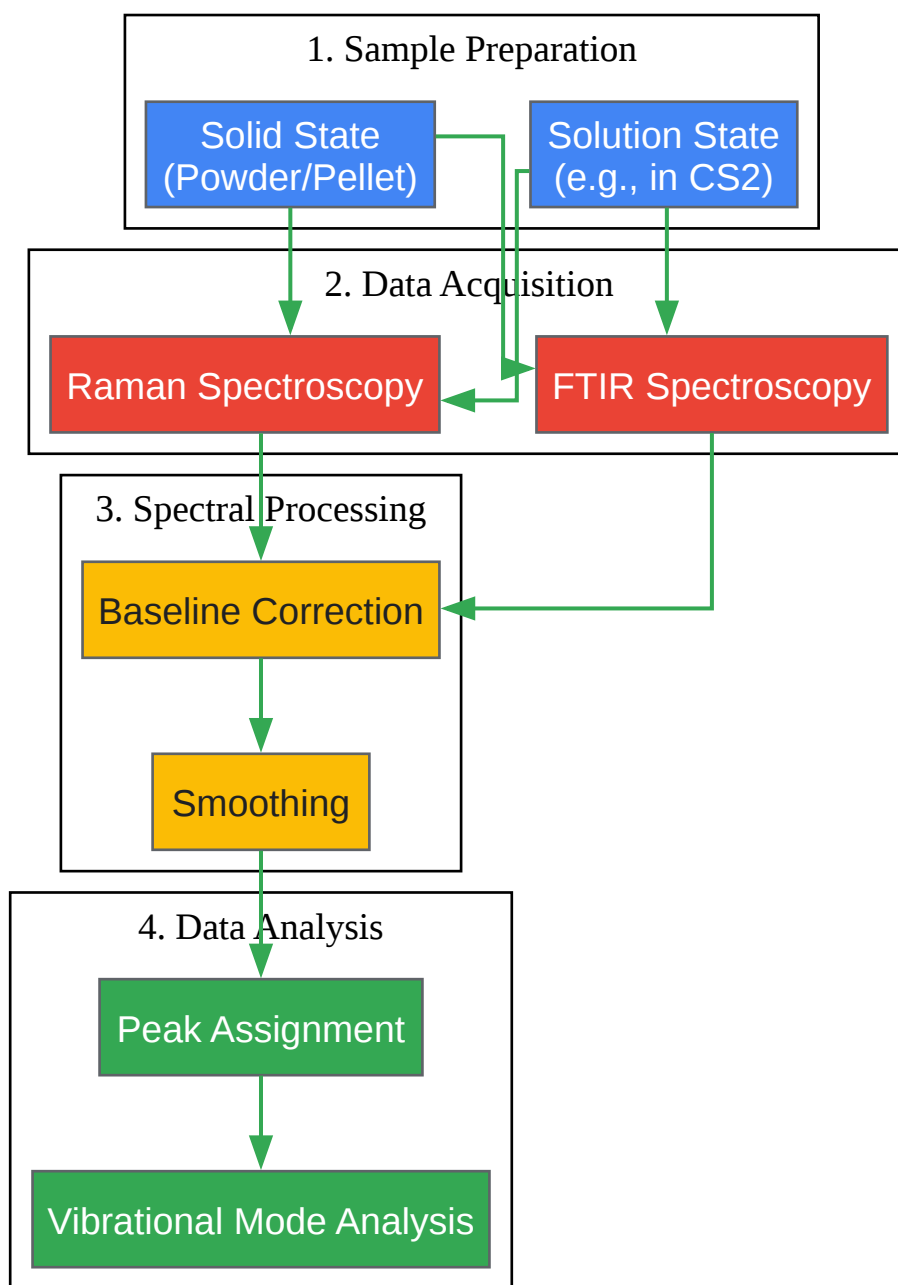 1. Sample Preparation
Solid State
(Powder/Pellet)
Solution State
(e.g., in CS2)
2. Data Acquisition
Raman Spectroscopy
FTIR Spectroscopy
3. Spectral Processing
Baseline Correction
Smoothing
4. Data Analysis
Peak Assignment
Vibrational Mode Analysis